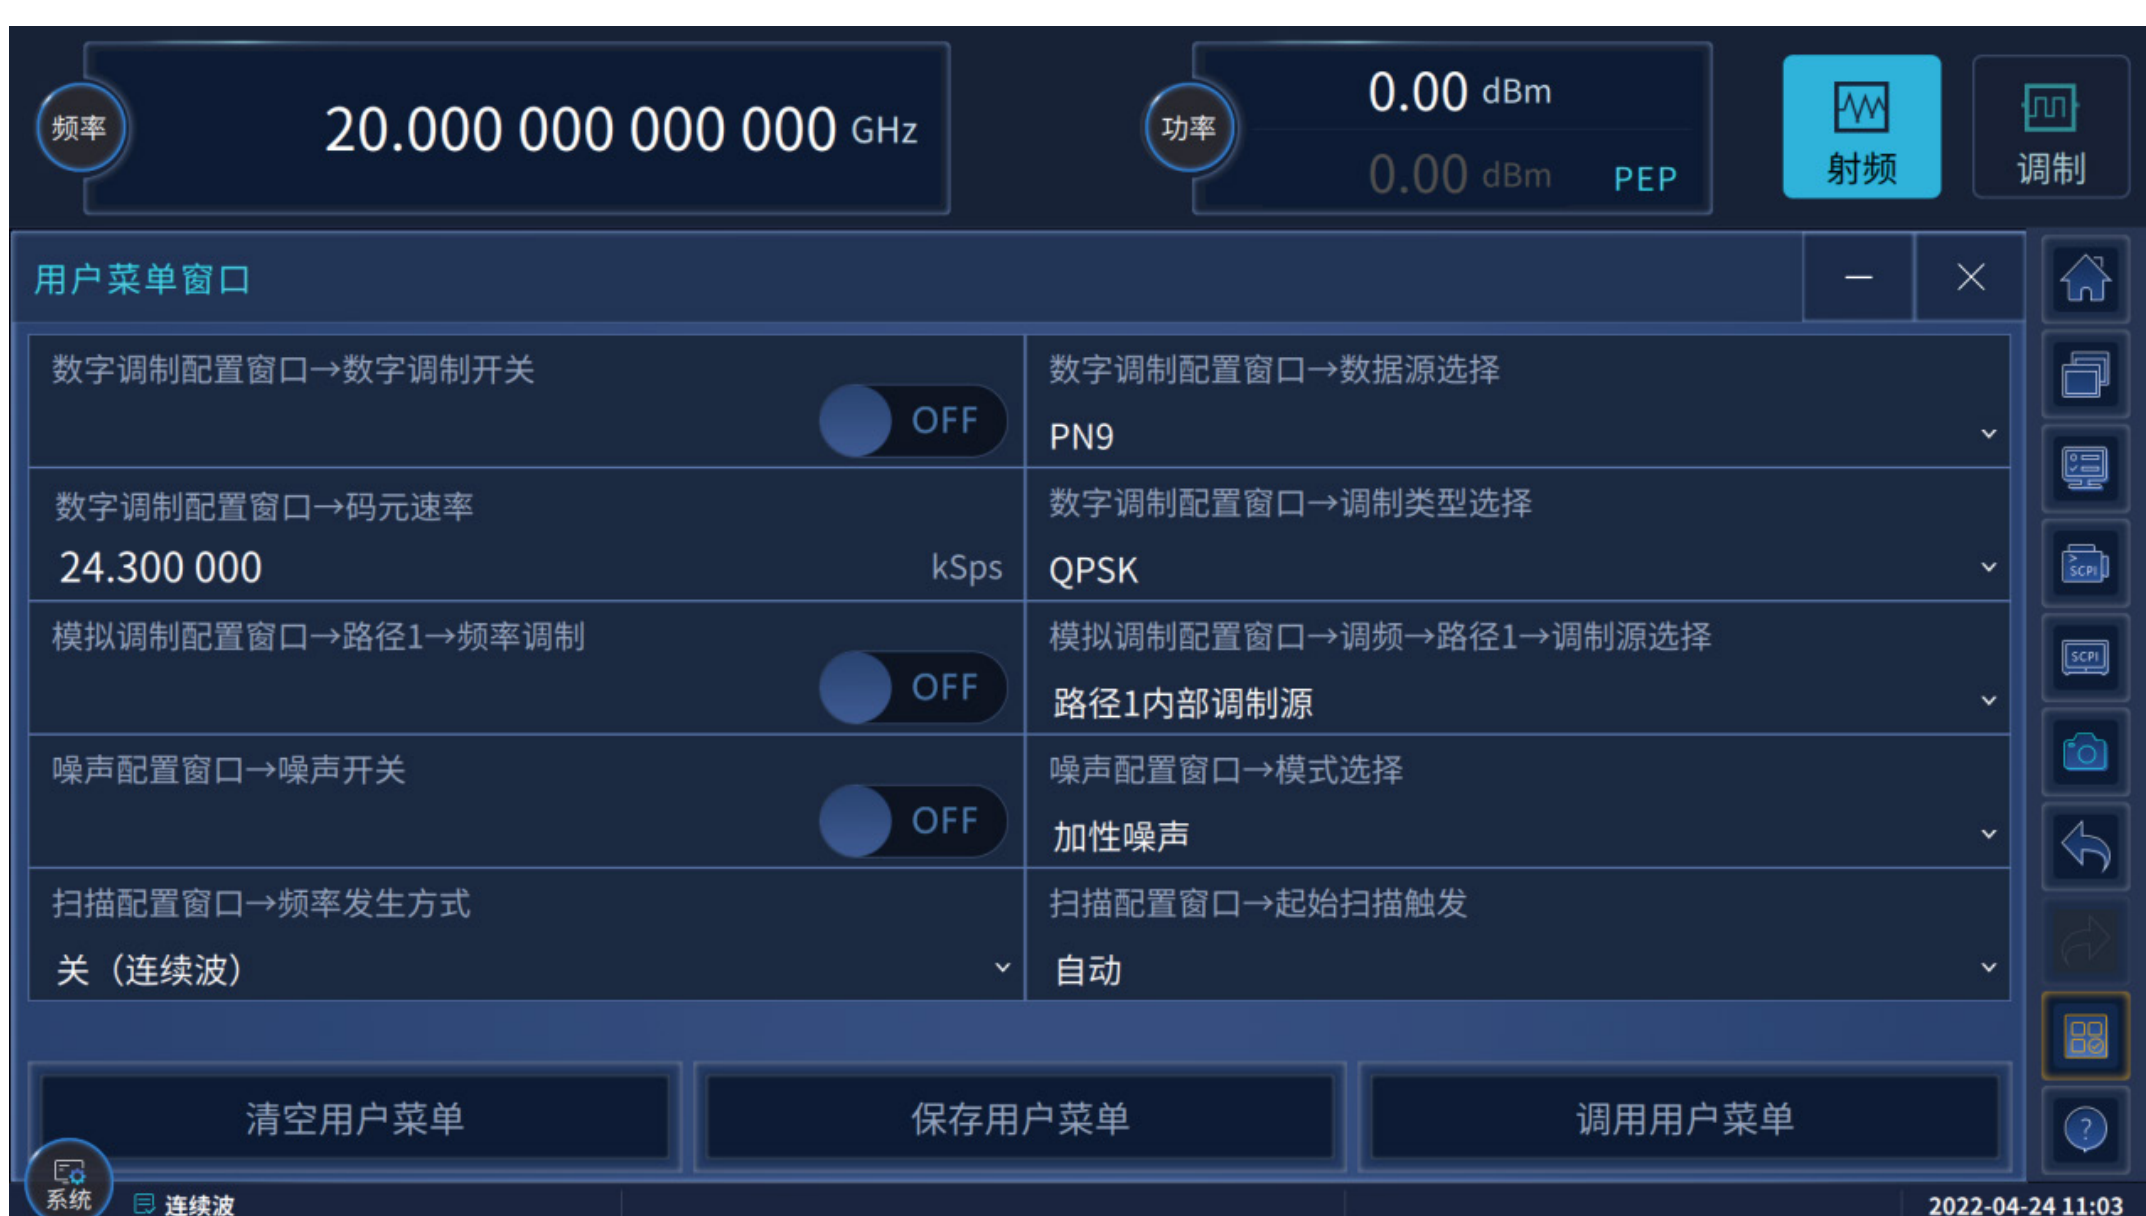 频率
20.000 000 000 000 GHz
功率
0.00 dBm
0.00 dBm PEP
射频
调制
用户菜单窗口
数字调制配置窗口→数字调制开关
OFF
数字调制配置窗口→数据源选择
PN9
数字调制配置窗口→码元速率
24.300 000 kSps
数字调制配置窗口→调制类型选择
QPSK
模拟调制配置窗口→路径1→频率调制
OFF
模拟调制配置窗口→调频→路径1→调制源选择
路径1内部调制源
噪声配置窗口→噪声开关
OFF
噪声配置窗口→模式选择
加性噪声
扫描配置窗口→频率发生方式
关（连续波）
扫描配置窗口→起始扫描触发
自动
SCPI
SCPI
?
清空用户菜单
保存用户菜单
调用用户菜单
系统
连续波
2022-04-24 11:03